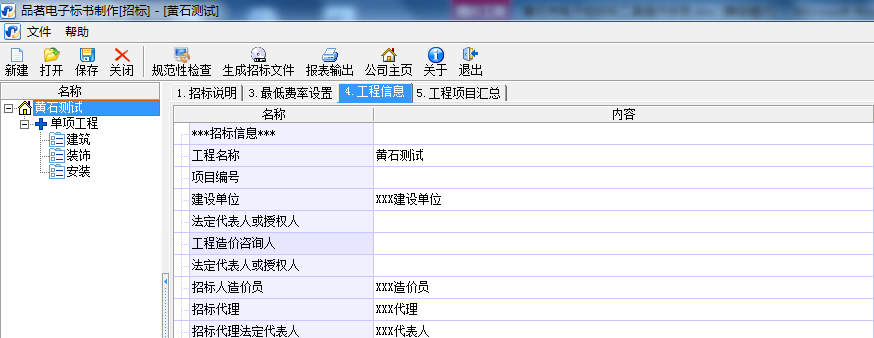 品茗电子标书制作[招标] - [黄石测试]
文件 帮助
新建 打开 保存 关闭 规范性检查 生成招标文件 报表输出 公司主页 关于 退出
名称
黄石测试
单项工程
建筑
装饰
安装
1.招标说明 3.最低费率设置 4.工程信息 5.工程项目汇总
名称 内容
***招标信息***
工程名称 黄石测试
项目编号
建设单位 XXX建设单位
法定代表人或授权人
工程造价咨询人
法定代表人或授权人
招标人造价员 XXX造价员
招标代理 XXX代理
招标代理法定代表人 XXX代表人